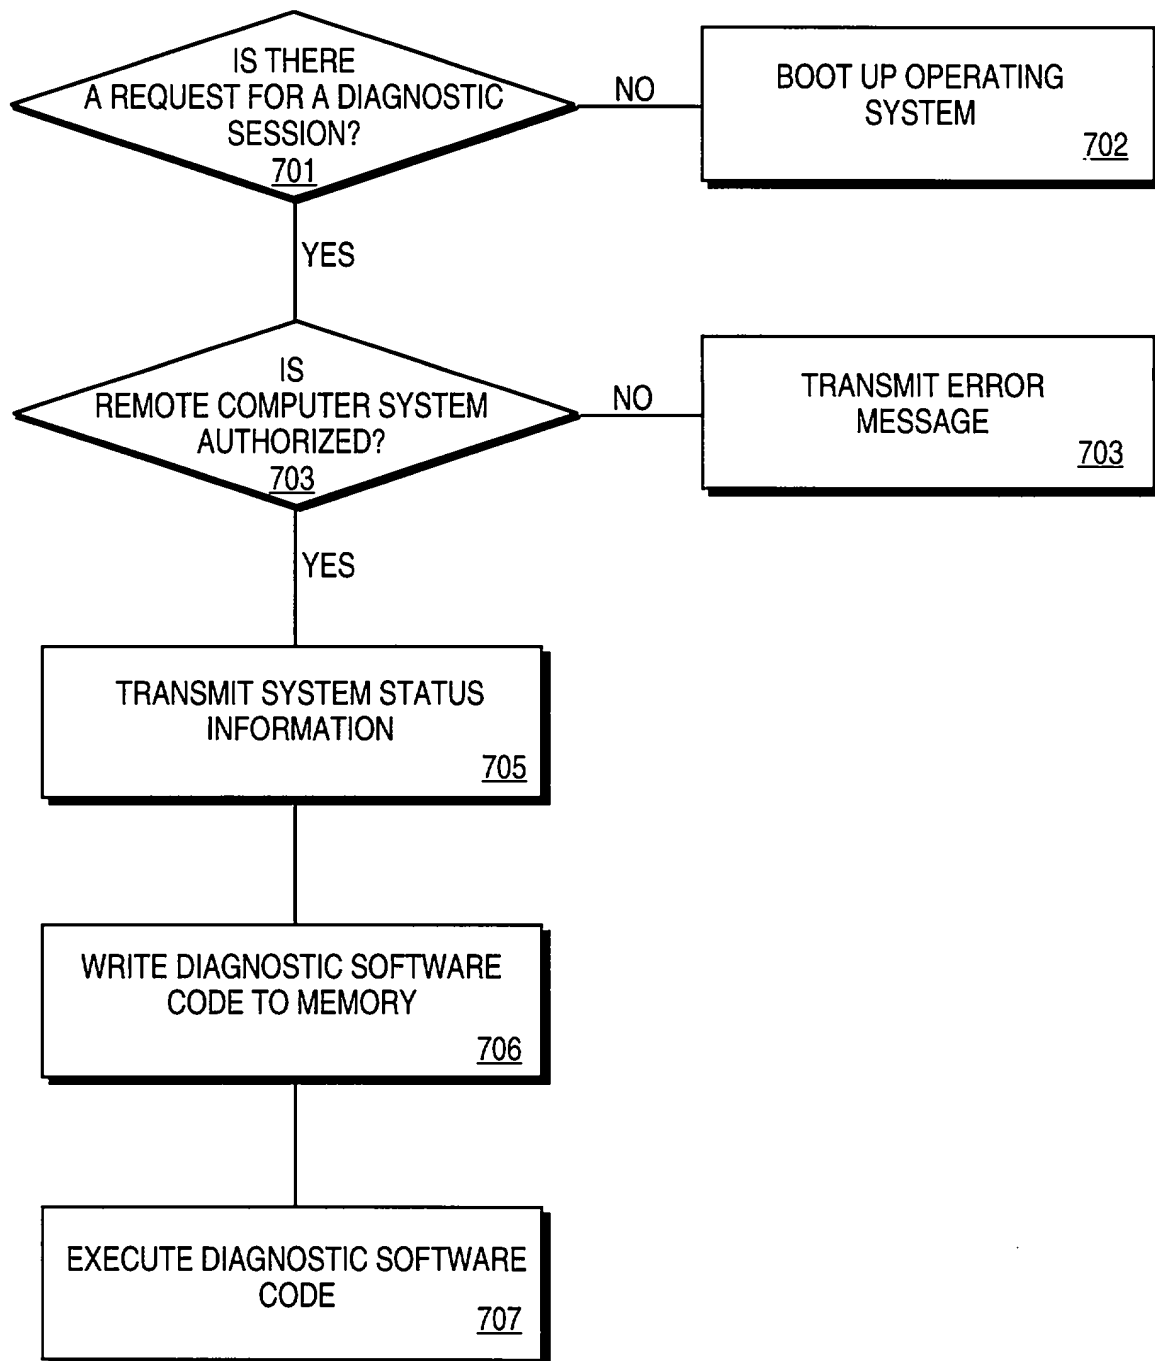 IS THERE
A REQUEST FOR A DIAGNOSTIC
SESSION?
701
NO
BOOT UP OPERATING
SYSTEM
702
YES
IS
REMOTE COMPUTER SYSTEM
AUTHORIZED?
703
NO
TRANSMIT ERROR
MESSAGE
703
YES
TRANSMIT SYSTEM STATUS
INFORMATION
705
WRITE DIAGNOSTIC SOFTWARE
CODE TO MEMORY
706
EXECUTE DIAGNOSTIC SOFTWARE
CODE
707